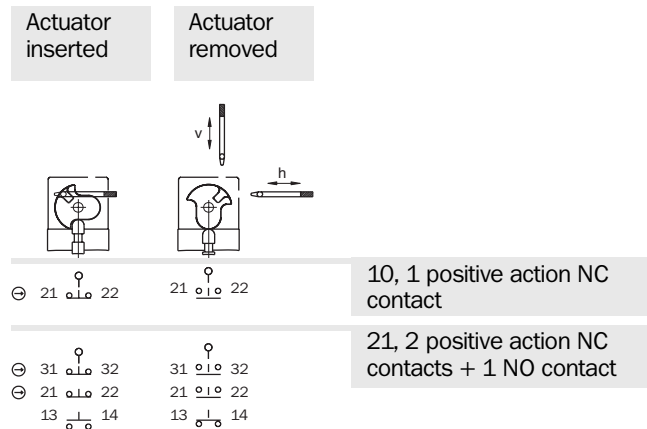 Actuator inserted
Actuator removed
v
h
21 22
21 22
10, 1 positive action NC
contact
31 32
31 32
21 22
21 22
13 14
13 14
21, 2 positive action NC
contacts + 1 NO contact